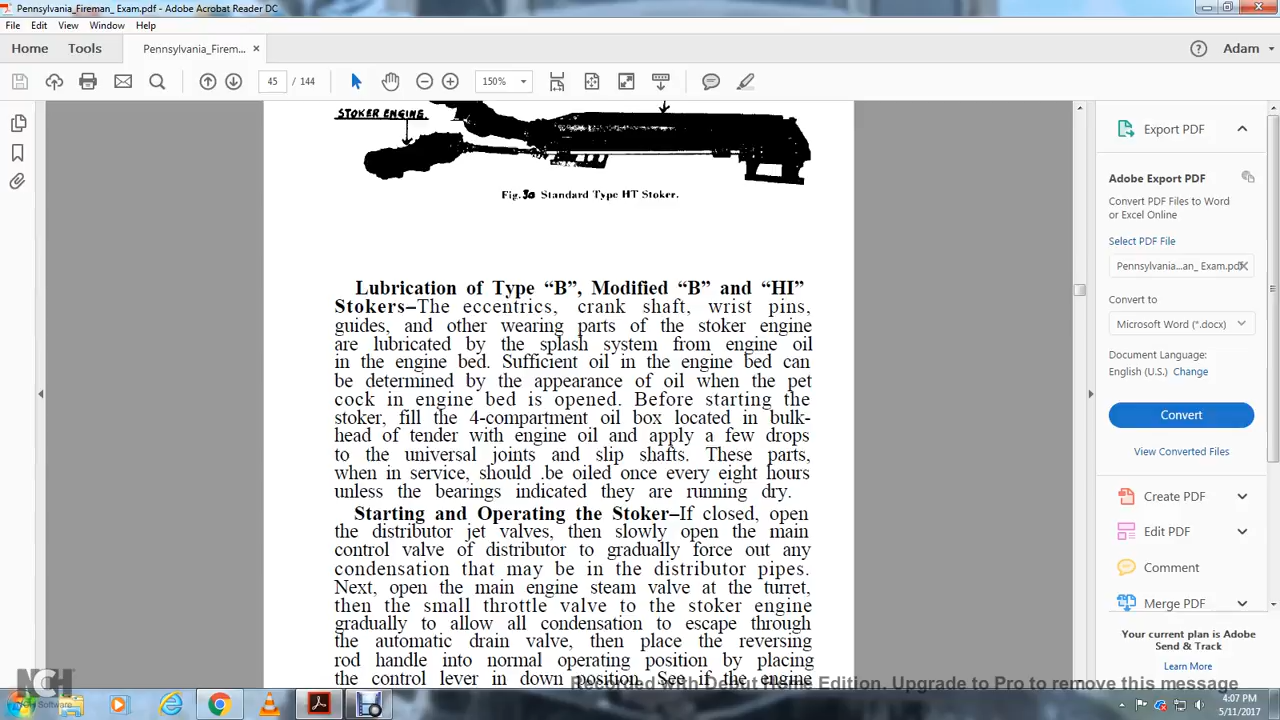 Pennsylvania_Fireman_ Exam.pdf - Adobe Acrobat Reader DC
File Edit View Window Help
Home Tools Pennsylvania_Firem... × Adam
45 / 144 150%
STOKER ENGINE.
Fig. 30 Standard Type HT Stoker.
Lubrication of Type “B”, Modified “B” and “HI”
Stokers–The eccentrics, crank shaft, wrist pins,
guides, and other wearing parts of the stoker engine
are lubricated by the splash system from engine oil
in the engine bed. Sufficient oil in the engine bed can
be determined by the appearance of oil when the pet
cock in engine bed is opened. Before starting the
stoker, fill the 4-compartment oil box located in bulk-
head of tender with engine oil and apply a few drops
to the universal joints and slip shafts. These parts,
when in service, should .be oiled once every eight hours
unless the bearings indicated they are running dry.
Starting and Operating the Stoker–If closed, open
the distributor jet valves, then slowly open the main
control valve of distributor to gradually force out any
condensation that may be in the distributor pipes.
Next, open the main engine steam valve at the turret,
then the small throttle valve to the stoker engine
gradually to allow all condensation to escape through
the automatic drain valve, then place the reversing
rod handle into normal operating position by placing
the control lever in down position. See if the engine
Export PDF
Adobe Export PDF
Convert PDF Files to Word
or Excel Online
Select PDF File
Pennsylvania...an_ Exam.pdf
Convert to
Microsoft Word (*.docx)
Document Language:
English (U.S.) Change
Convert
View Converted Files
Create PDF
Edit PDF
Comment
Merge PDF
Your current plan is Adobe
Send & Track
Learn More
Recorded with Debut Home Edition. Upgrade to Pro to remove this message
NCH
Software
4:07 PM
5/11/2017